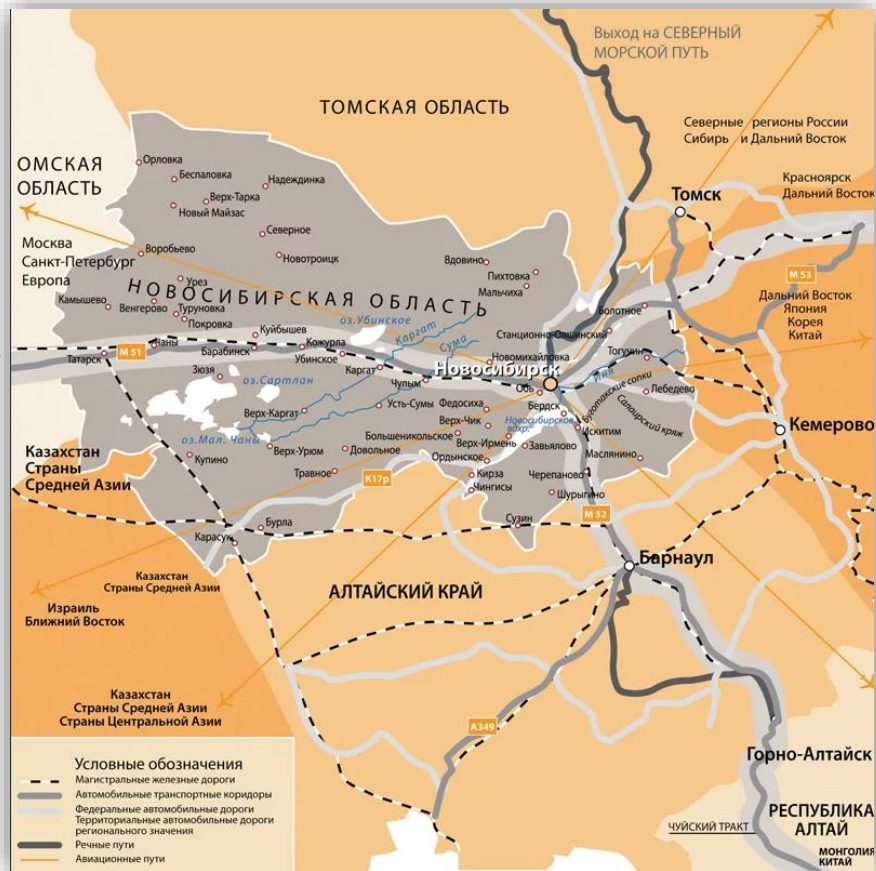 Выход на СЕВЕРНЫЙ
МОРСКОЙ ПУТЬ
ТОМСКАЯ ОБЛАСТЬ
Северные регионы России
Сибирь и Дальний Восток
ОМСКАЯ
ОБЛАСТЬ
Красноярск
Дальний Восток
Томск
Орловка
Беспаловка
Надеждинка
Верх-Тарка
Новый Майзас
Северное
Москва
Санкт-Петербург
Европа
Воробьево
Новотроицк
Вдовино
Пихтовка
Мальчиха
М 53
Урез
НОВОСИБИРСКАЯ ОБЛАСТЬ
Камышево
Венгерово
Туруновка
Покровка
Болотное
Дальний Восток
Япония
Корея
Китай
оз.Убинское
Каргат
Сума
Станционно-Ояшинский
Куйбышев
Чаны
Барабинск
Кожурла
Убинское
М 51
Татарск
Новомихайловка
Тогучин
Новосибирск
Каргат
Чулым
Обь
Иня
Зюзя
оз.Сартлан
Лебедево
Буготакские сопки
Салаирский кряж
Верх-Каргат
Усть-Сумы
Федосиха
Бердск
Новосибирское
вдхр.
Верх-Чик
Искитим
Кемерово
оз.Мал. Чаны
Большеникольское
Верх-Ирмень
Завьялово
Купино
Верх-Урюм
Довольное
Ордынское
Маслянино
Казахстан
Страны
Средней Азии
Травное
К17р
Кирза
Чингисы
Черепаново
Шурыгино
М 52
Бурла
Сузин
Карасук
Барнаул
Казахстан
Страны Средней Азии
АЛТАЙСКИЙ КРАЙ
Израиль
Ближний Восток
Казахстан
Страны Средней Азии
Страны Центральной Азии
А349
Горно-Алтайск
Условные обозначения
Магистральные железные дороги
Автомобильные транспортные коридоры
Федеральные автомобильные дороги
Территориальные автомобильные дороги
регионального значения
Речные пути
Авиационные пути
РЕСПУБЛИКА
АЛТАЙ
ЧУЙСКИЙ ТРАКТ
МОНГОЛИЯ
КИТАЙ